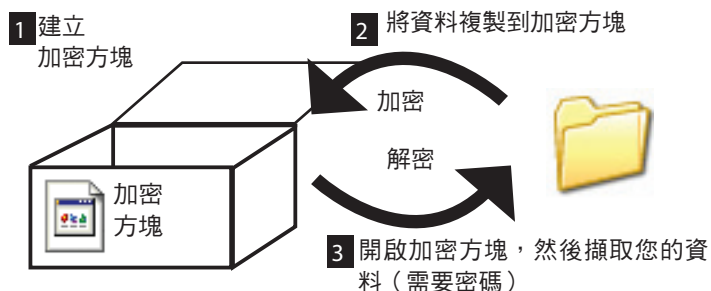 1 建立
加密方塊
2 將資料複製到加密方塊
加密
解密
加密
方塊
3 開啟加密方塊，然後擷取您的資
料（需要密碼）